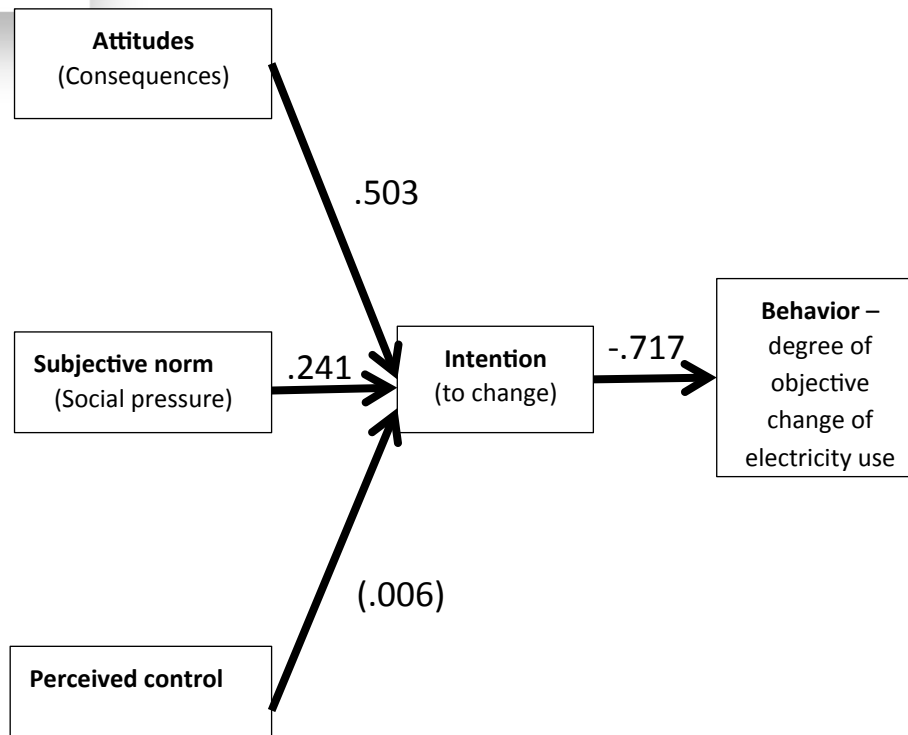 Attitudes
(Consequences)
.503
Subjective norm
(Social pressure)
.241
Intention
(to change)
-.717
Behavior –
degree of
objective
change of
electricity use
(.006)
Perceived control